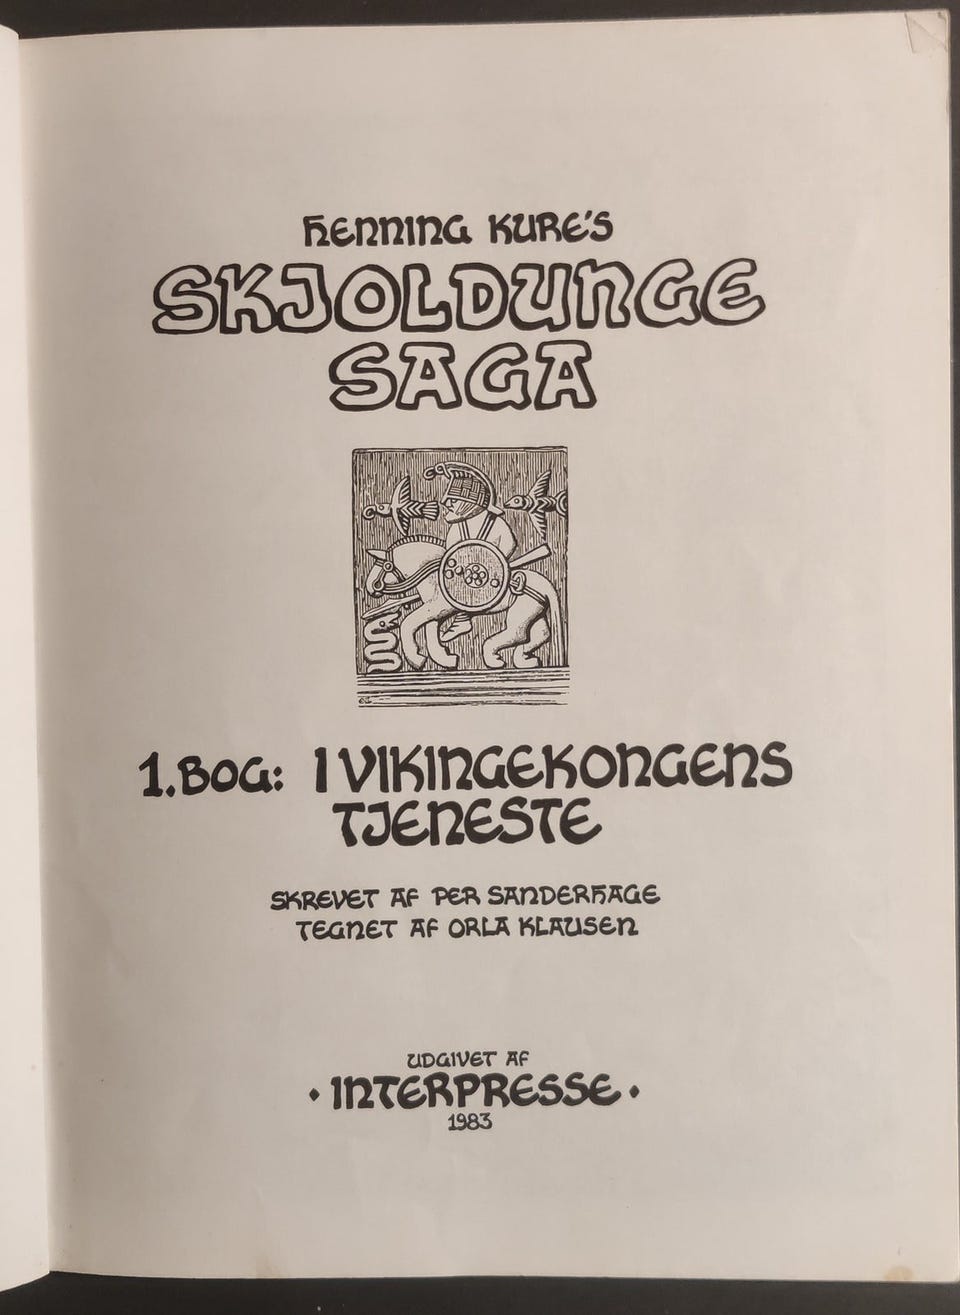 HENNING KURE'S
SKJOLDUNGE
SAGA
1. BOG: I VIKINGEKONGENS
TJENESTE
SKREVET AF PER SANDERHAGE
TEGNET AF ORLA KLAUSEN
UDGIVET AF
• INTERPRESSE •
1983